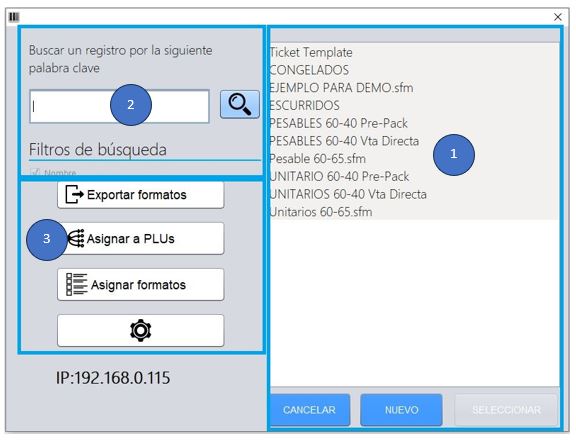 Buscar un registro por la siguiente
palabra clave
2
Filtros de búsqueda
Nombre
Exportar formatos
3
Asignar a PLUs
Asignar formatos
IP:192.168.0.115
Ticket Template
CONGELADOS
EJEMPLO PARA DEMO.sfm
ESCURRIDOS
PESABLES 60-40 Pre-Pack
PESABLES 60-40 Vta Directa
Pesable 60-65.sfm
UNITARIO 60-40 Pre-Pack
UNITARIOS 60-40 Vta Directa
Unitarios 60-65.sfm
1
CANCELAR
NUEVO
SELECCIONAR